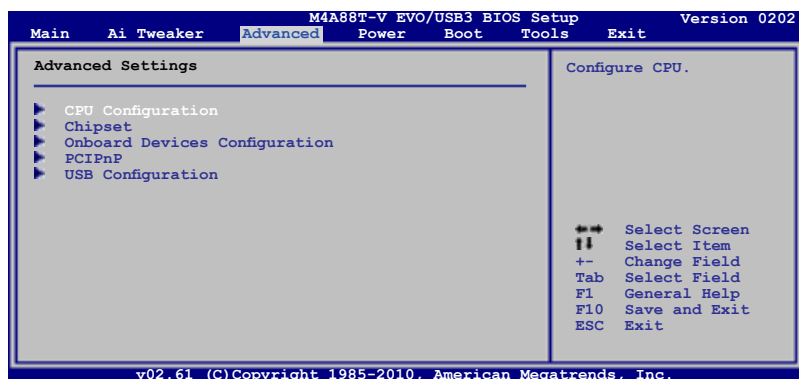 M4A88T-V EVO/USB3 BIOS Setup Version 0202
Main Ai Tweaker Advanced Power Boot Tools Exit
Advanced Settings
CPU Configuration
Chipset
Onboard Devices Configuration
PCIPnP
USB Configuration
Configure CPU.
Select Screen
Select Item
+- Change Field
Tab Select Field
F1 General Help
F10 Save and Exit
ESC Exit
v02.61 (C)Copyright 1985-2010, American Megatrends, Inc.